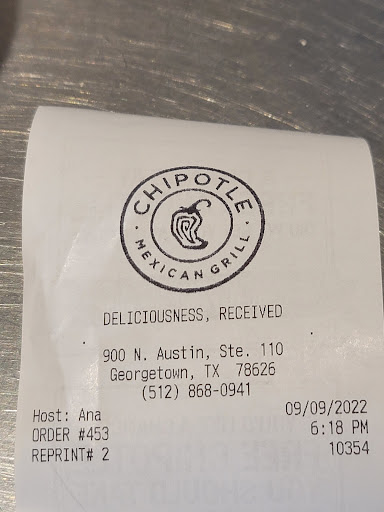 CHIPOTLE
MEXICAN GRILL
DELICIOUSNESS, RECEIVED
900 N. Austin, Ste. 110
Georgetown, TX 78626
(512) 868-0941
Host: Ana 09/09/2022
ORDER #453 6:18 PM
REPRINT# 2 10354